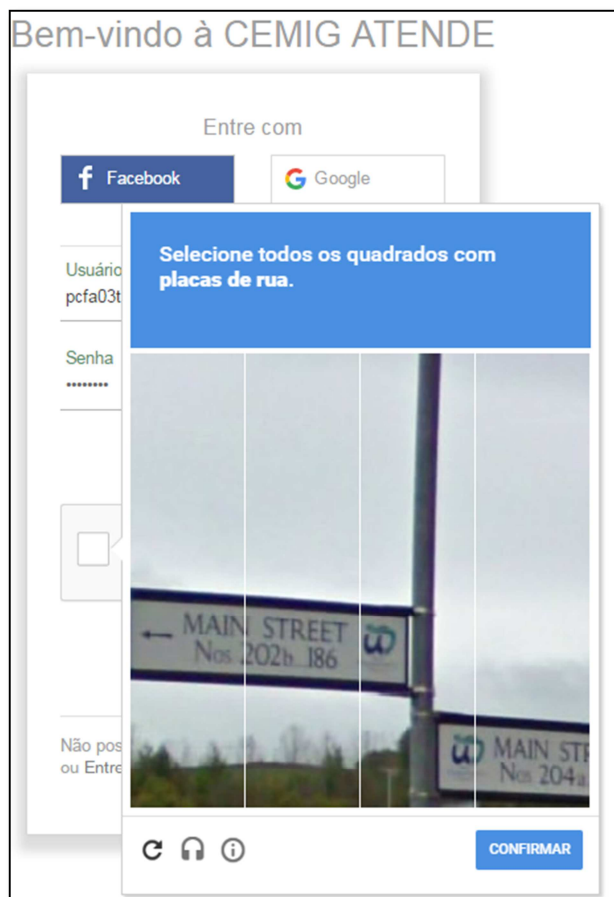 Bem-vindo à CEMIG ATENDE
Entre com
Facebook
Google
Selecione todos os quadrados com
placas de rua.
Usuário
pcfa03t
Senha
••••••••
MAIN STREET
Nos 202b 186
MAIN
Nos 204a
Não pos
ou Entre
CONFIRMAR